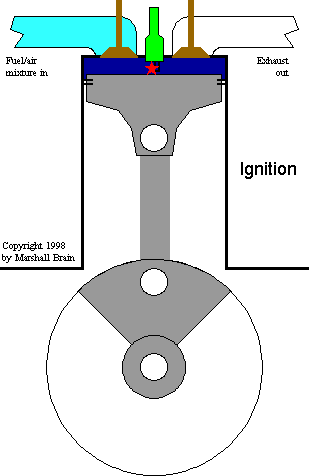 Fuel/air
mixture in
Exhaust
out
Ignition
Copyright 1998
by Marshall Brain